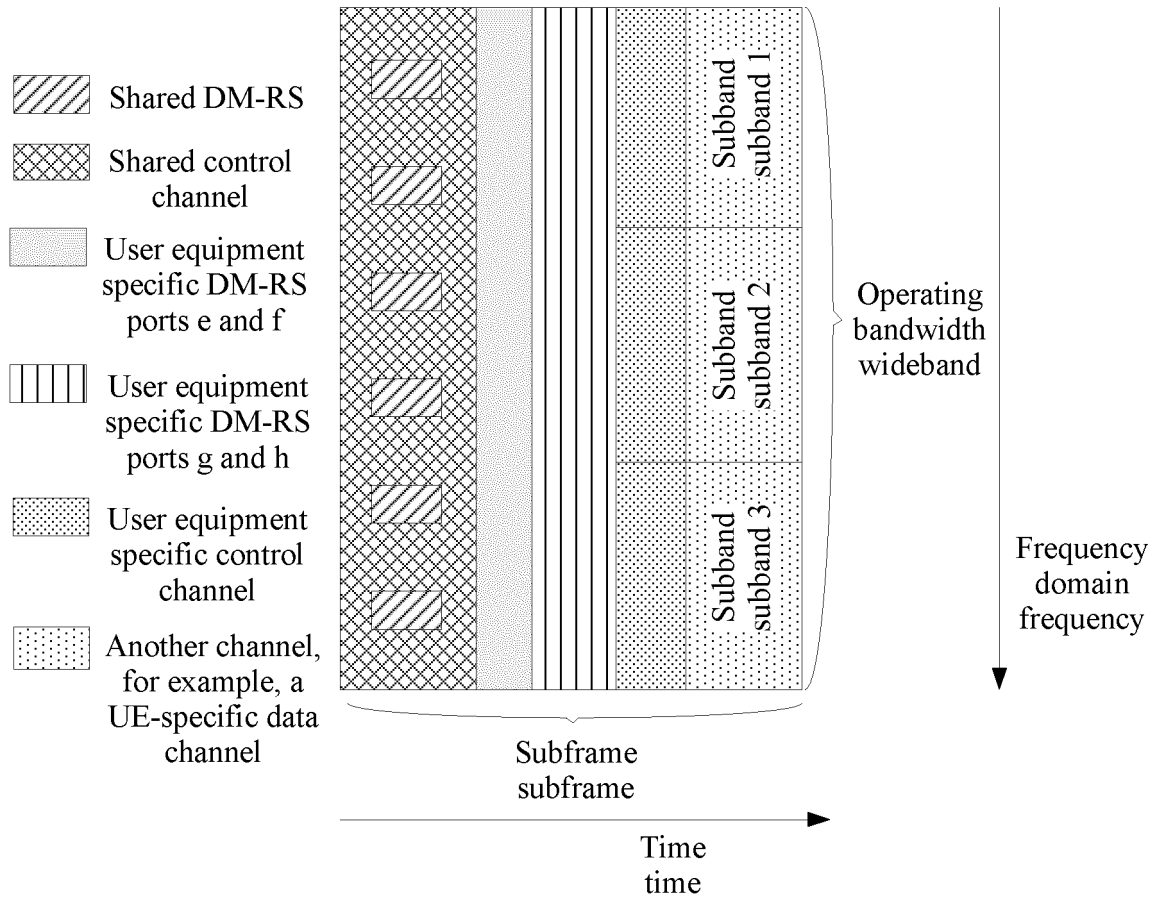 Shared DM-RS
Shared control
channel
User equipment
specific DM-RS
ports e and f
User equipment
specific DM-RS
ports g and h
User equipment
specific control
channel
Another channel,
for example, a
UE-specific data
channel
Subband
subband 1
Subband
subband 2
Subband
subband 3
Operating
bandwidth
wideband
Frequency
domain
frequency
Subframe
subframe
Time
time